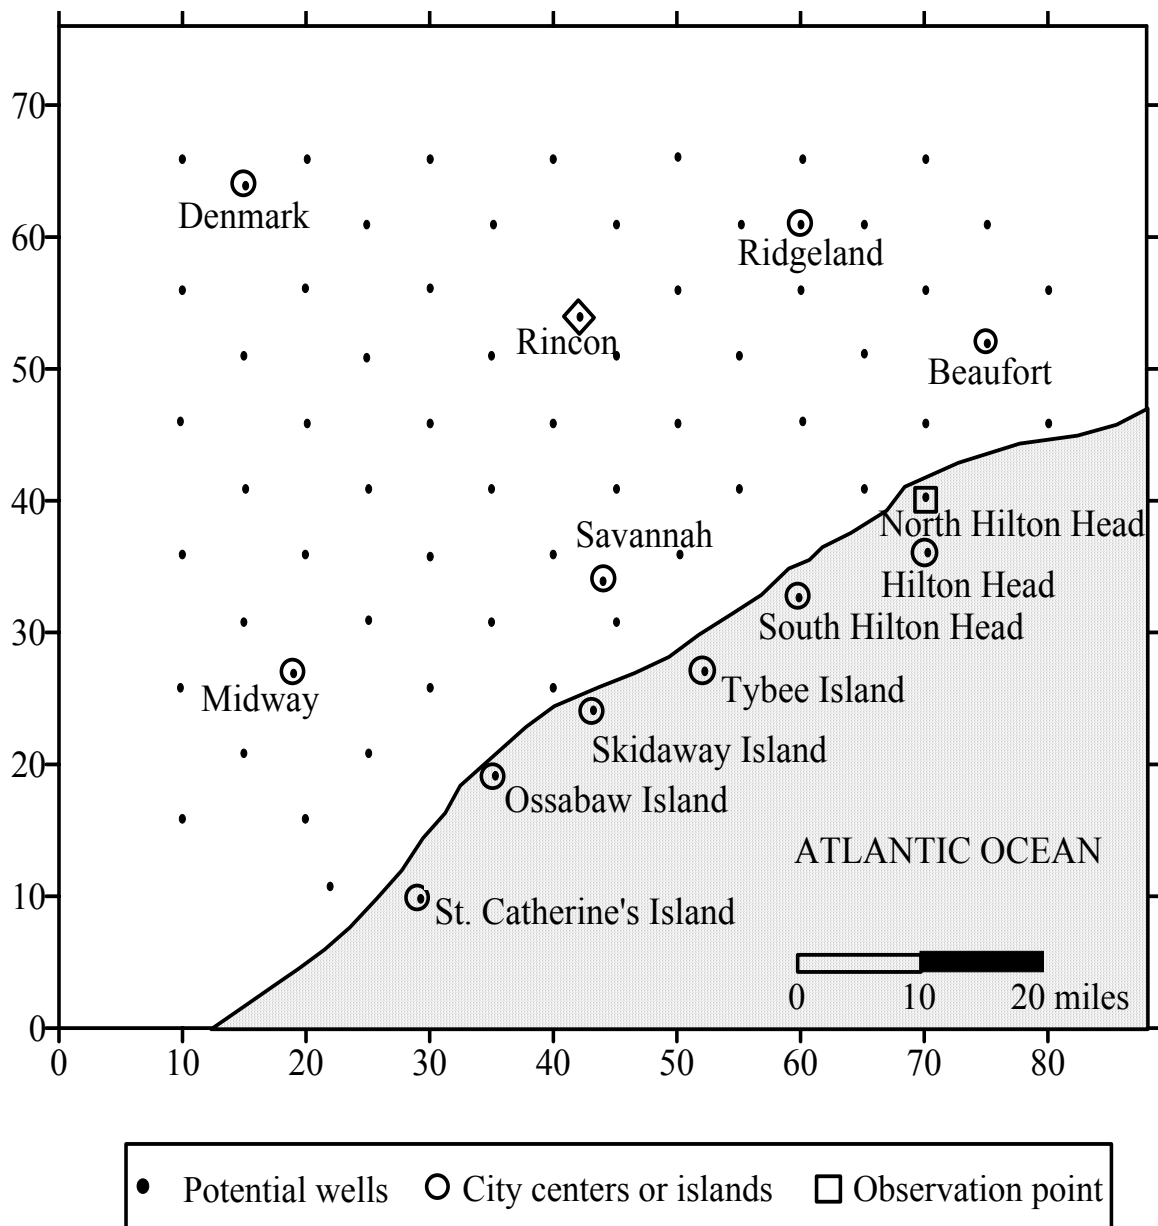 70
Denmark
60
Ridgeland
Rincon
50
Beaufort
40
North Hilton Head
Savannah
Hilton Head
30
South Hilton Head
Midway
Tybee Island
Skidaway Island
20
Ossabaw Island
ATLANTIC OCEAN
10
St. Catherine's Island
0 10 20 miles
0
0 10 20 30 40 50 60 70 80
Potential wells City centers or islands Observation point